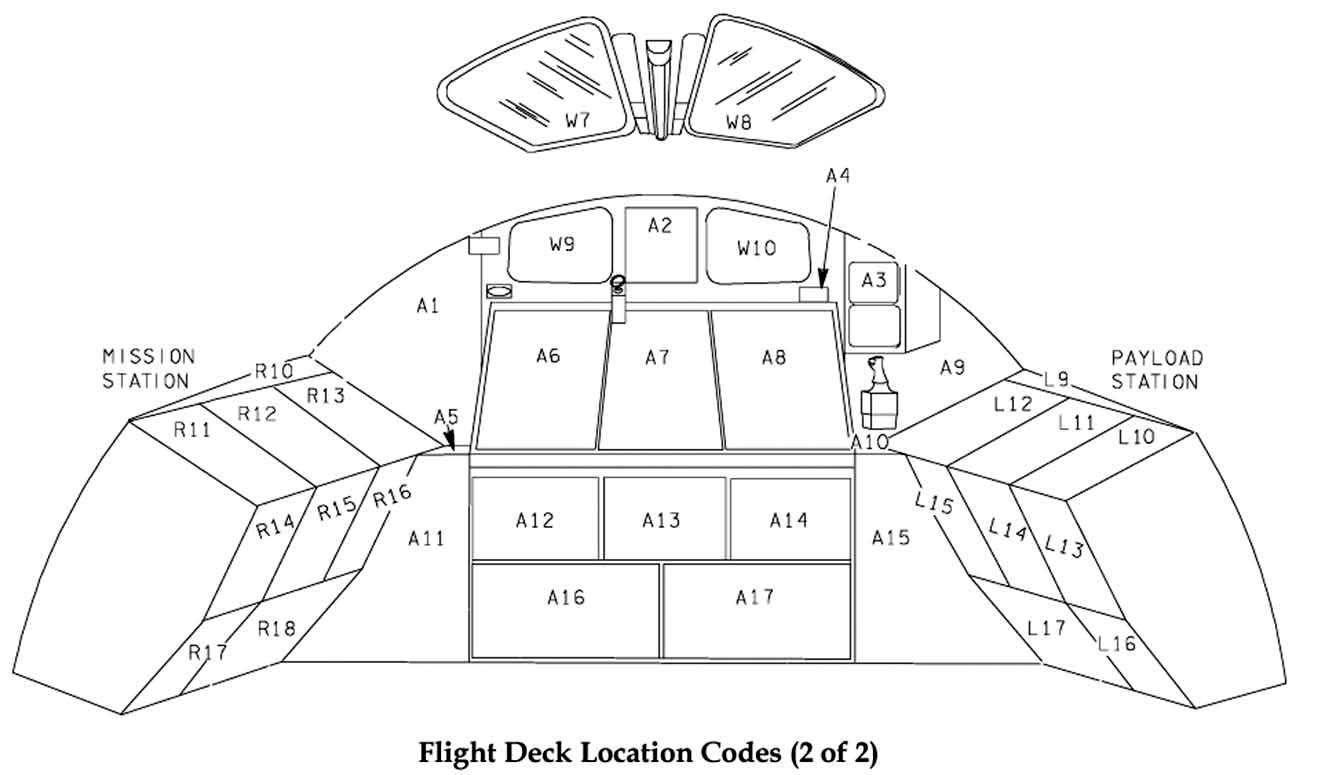 W7
W8
A4
W9
A2
W10
A3
A1
MISSION
STATION
A6
A7
A8
A9
PAYLOAD
STATION
R10
R13
R12
R11
L9
L12
L11
L10
A5
A10
R16
R15
R14
A11
A12
A13
A14
A15
L15
L14
L13
A16
A17
R18
R17
L17
L16
Flight Deck Location Codes (2 of 2)